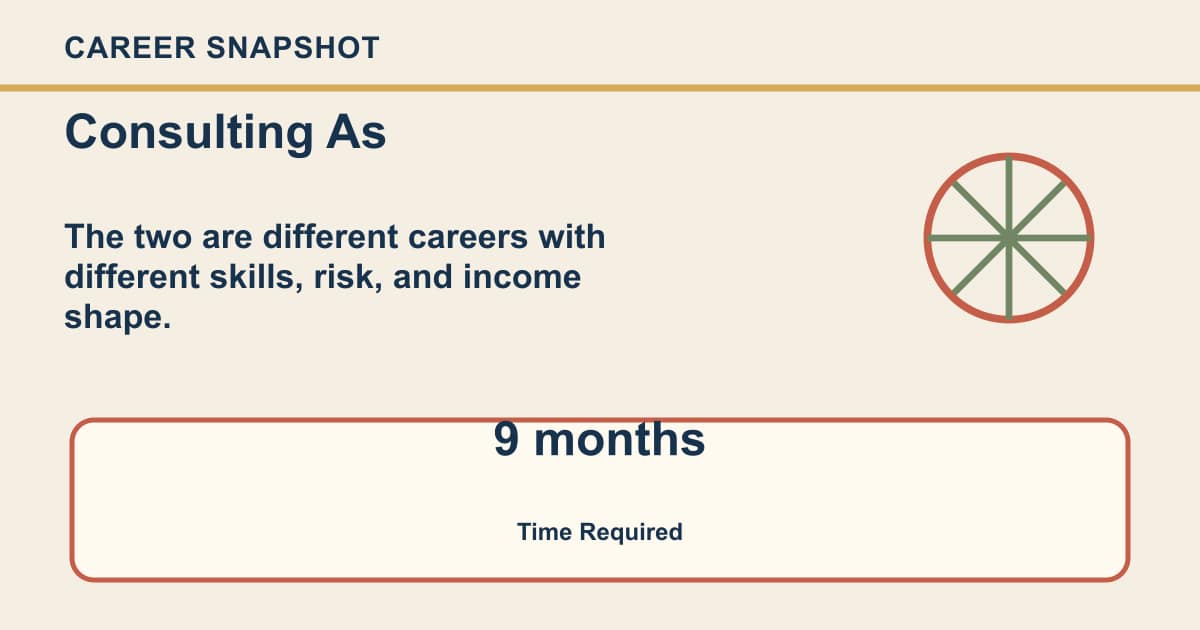 CAREER SNAPSHOT
Consulting As
The two are different careers with
different skills, risk, and income
shape.
9 months
Time Required